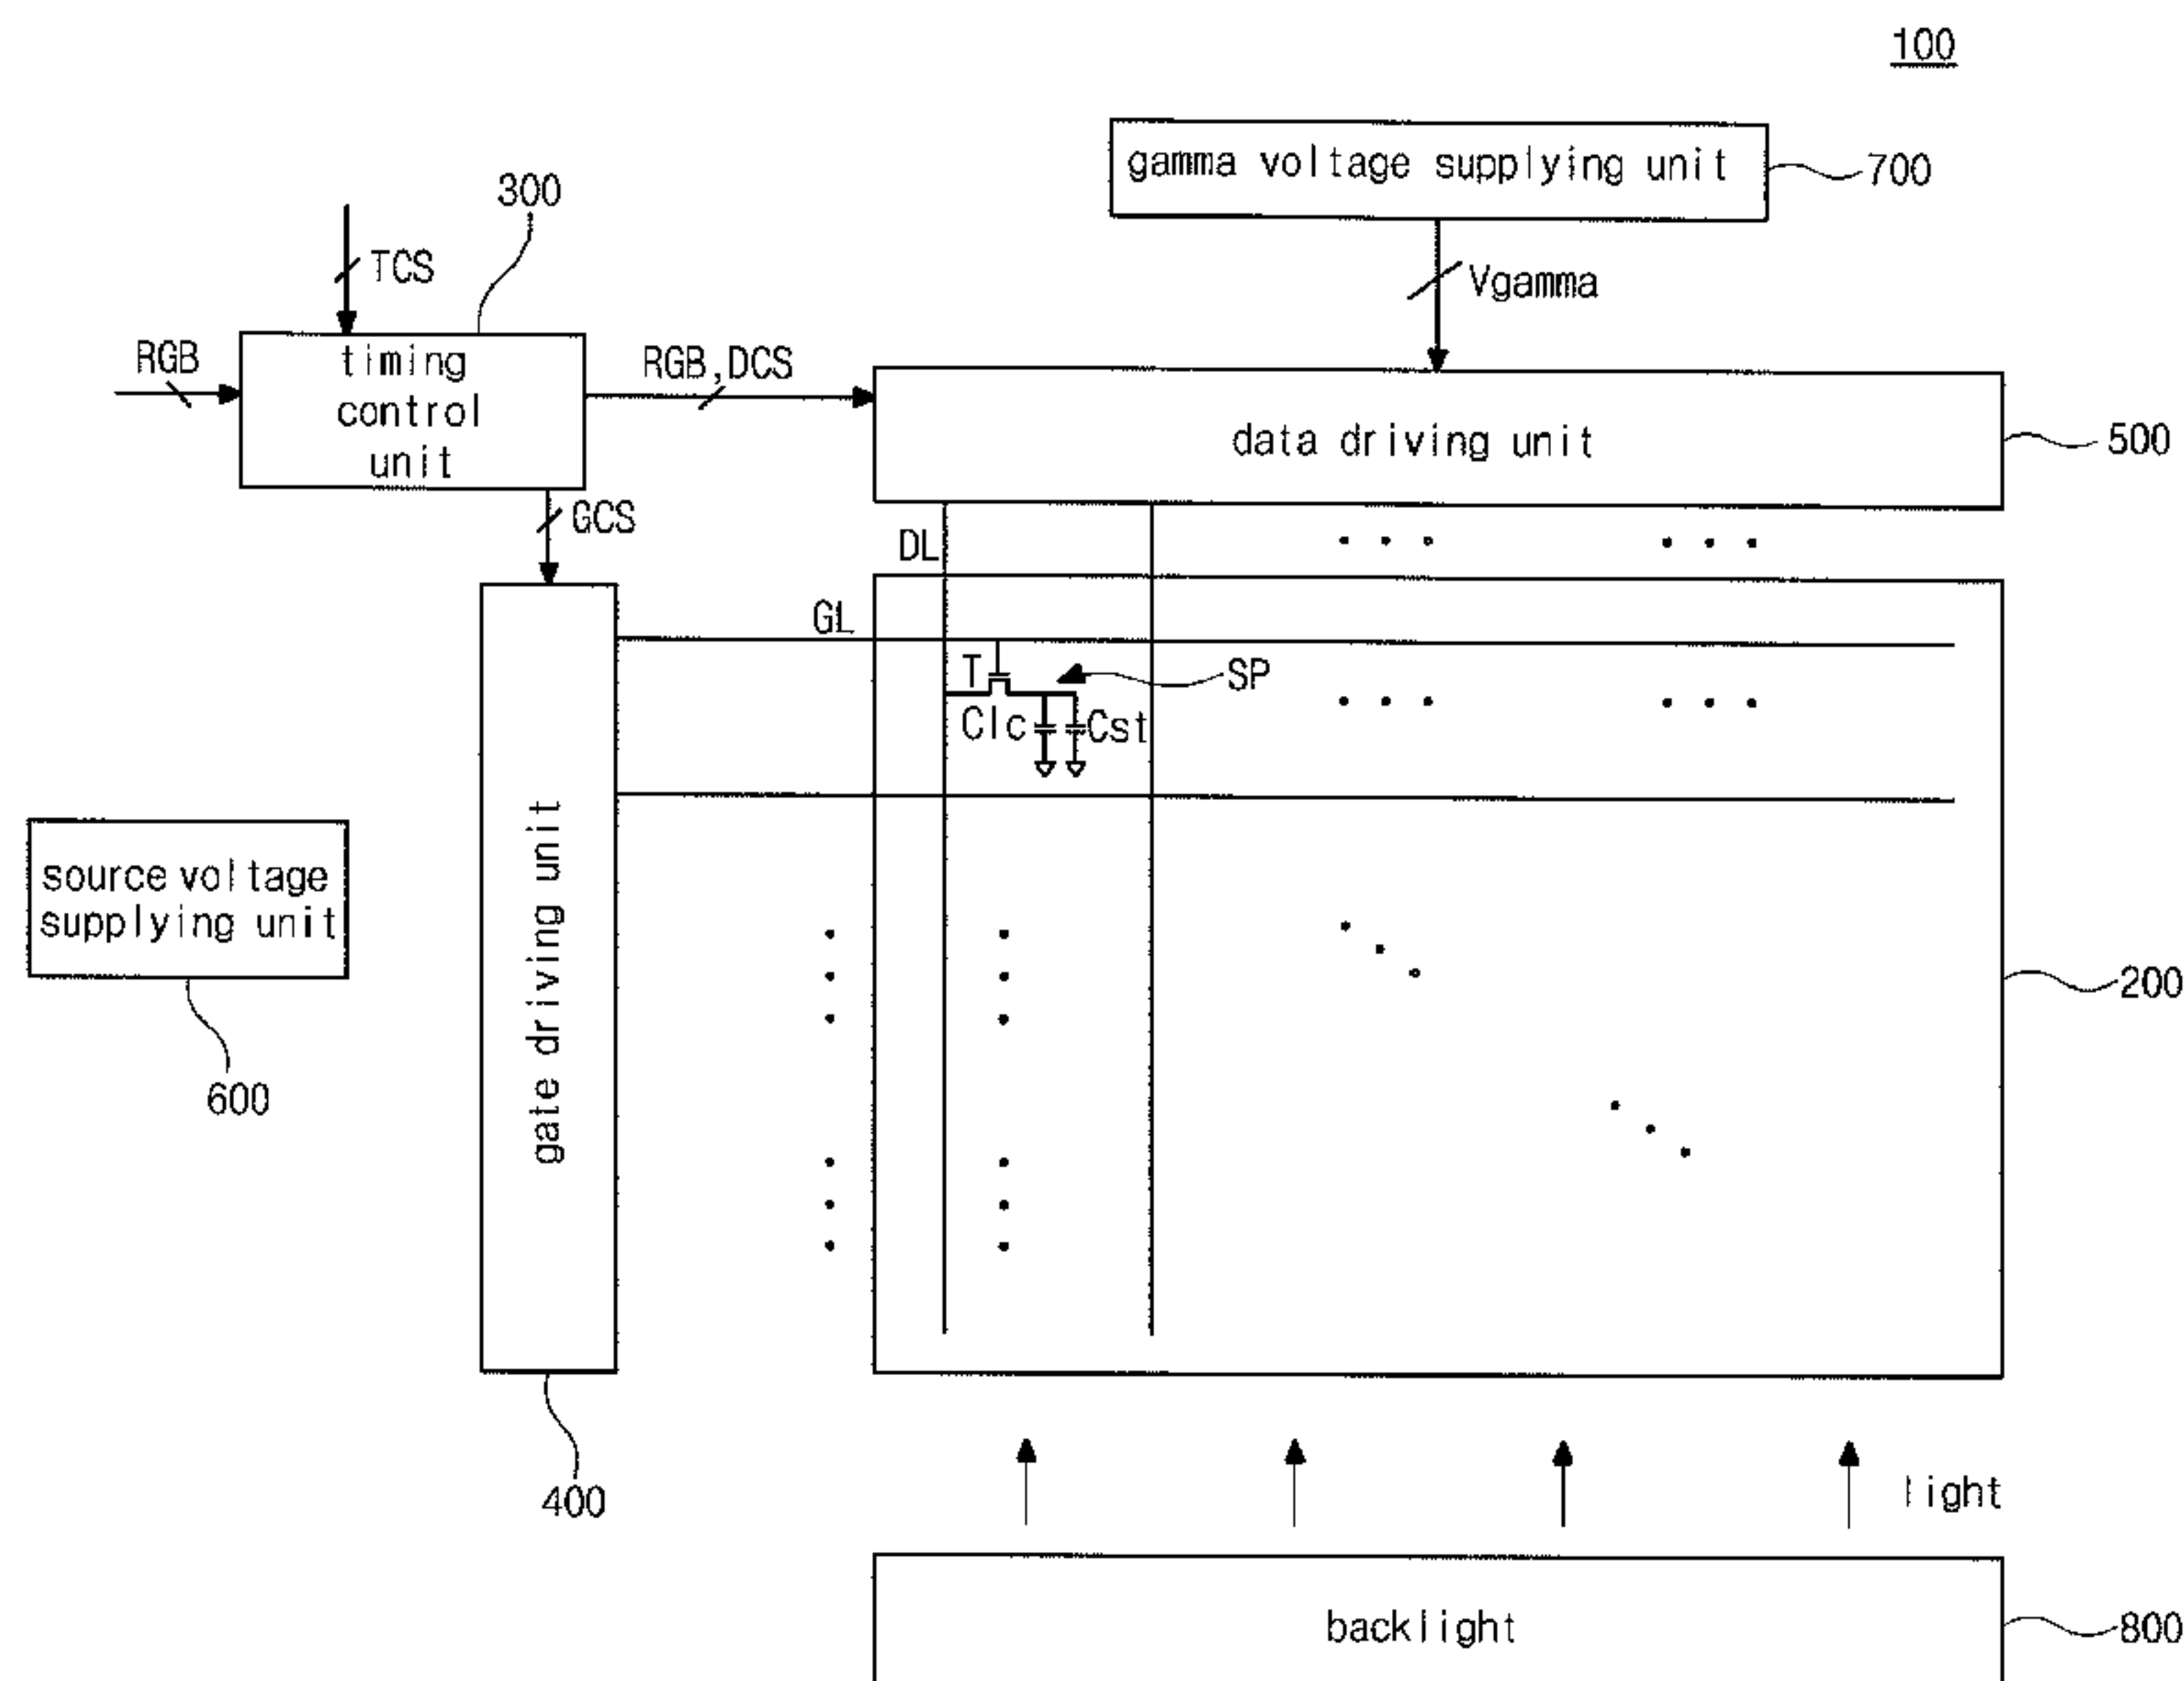 100
gamma voltage supplying unit
700
300
TCS
Vgamma
RGB
timing
control
unit
RGB,DCS
data driving unit
500
GCS
DL
GL
T
SP
Clc
Cst
gate driving unit
source voltage
supplying unit
200
600
400
light
backlight
800